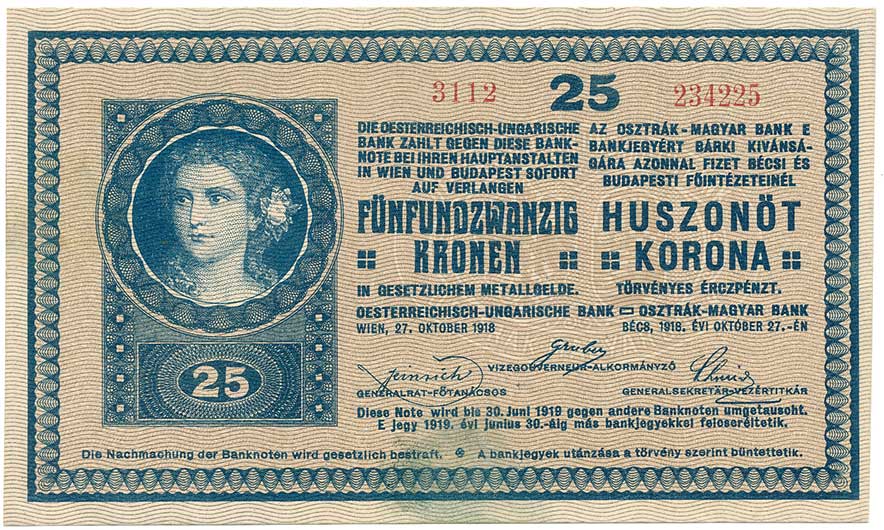 3112 25 234225
DIE OESTERREICHISCH-UNGARISCHE
BANK ZAHLT GEGEN DIESE BANK-
NOTE BEI IHREN HAUPTANSTALTEN
IN WIEN UND BUDAPEST SOFORT
AUF VERLANGEN
FÜNFUNDZWANZIG
KRONEN
IN GESETZLICHEM METALLGELDE.
AZ OSZTRÁK-MAGYAR BANK E
BANKJEGYÉRT BÁRKI KIVÁNSÁ-
GÁRA AZONNAL FIZET BÉCSI ÉS
BUDAPESTI FŐINTÉZETEINÉL
HUSZONÖT
KORONA
TÖRVÉNYES ÉRCZPÉNZT.
OESTERREICHISCH-UNGARISCHE BANK – OSZTRÁK-MAGYAR BANK
WIEN, 27. OKTOBER 1918
BÉCS, 1918. ÉVI OKTÓBER 27.-ÉN
Gruber
VIZEGOUVERNEUR-ALKORMÁNYZÓ
Schmid
GENERALRAT-FŐTANÁCSOS
GENERALSEKRETÄR-VEZÉRTITKÁR
Diese Note wird bis 30. Juni 1919 gegen andere Banknoten umgetauscht.
E jegy 1919. évi junius 30.-áig más bankjegyekkel felcseréltetik.
25
Die Nachmachung der Banknoten wird gesetzlich bestraft. A bankjegyek utánzása a törvény szerint büntettetik.